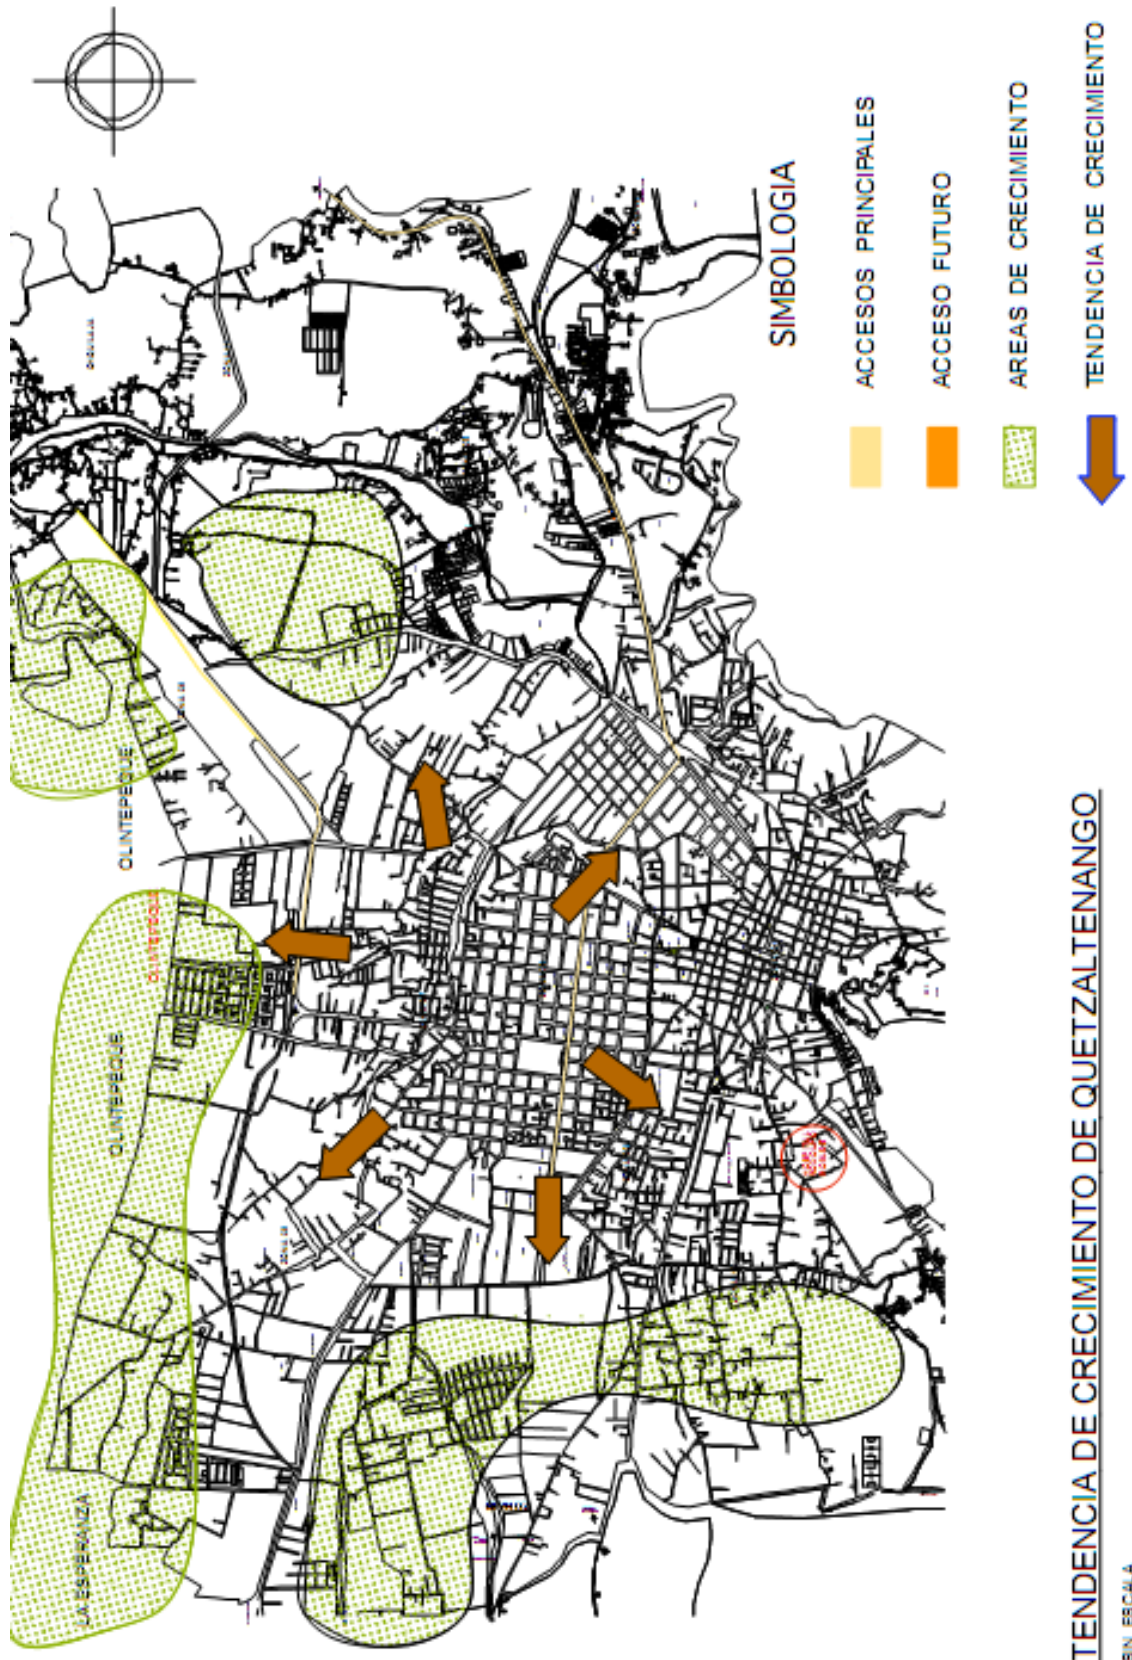 LA ESPERANZA
OLINTEPEQUE
OLINTEPEQUE
OLINTEPEQUE
SIMBOLOGIA
ACCESOS PRINCIPALES
ACCESO FUTURO
AREAS DE CRECIMIENTO
TENDENCIA DE CRECIMIENTO
TENDENCIA DE CRECIMIENTO DE QUETZALTENANGO
SIN ESCALA